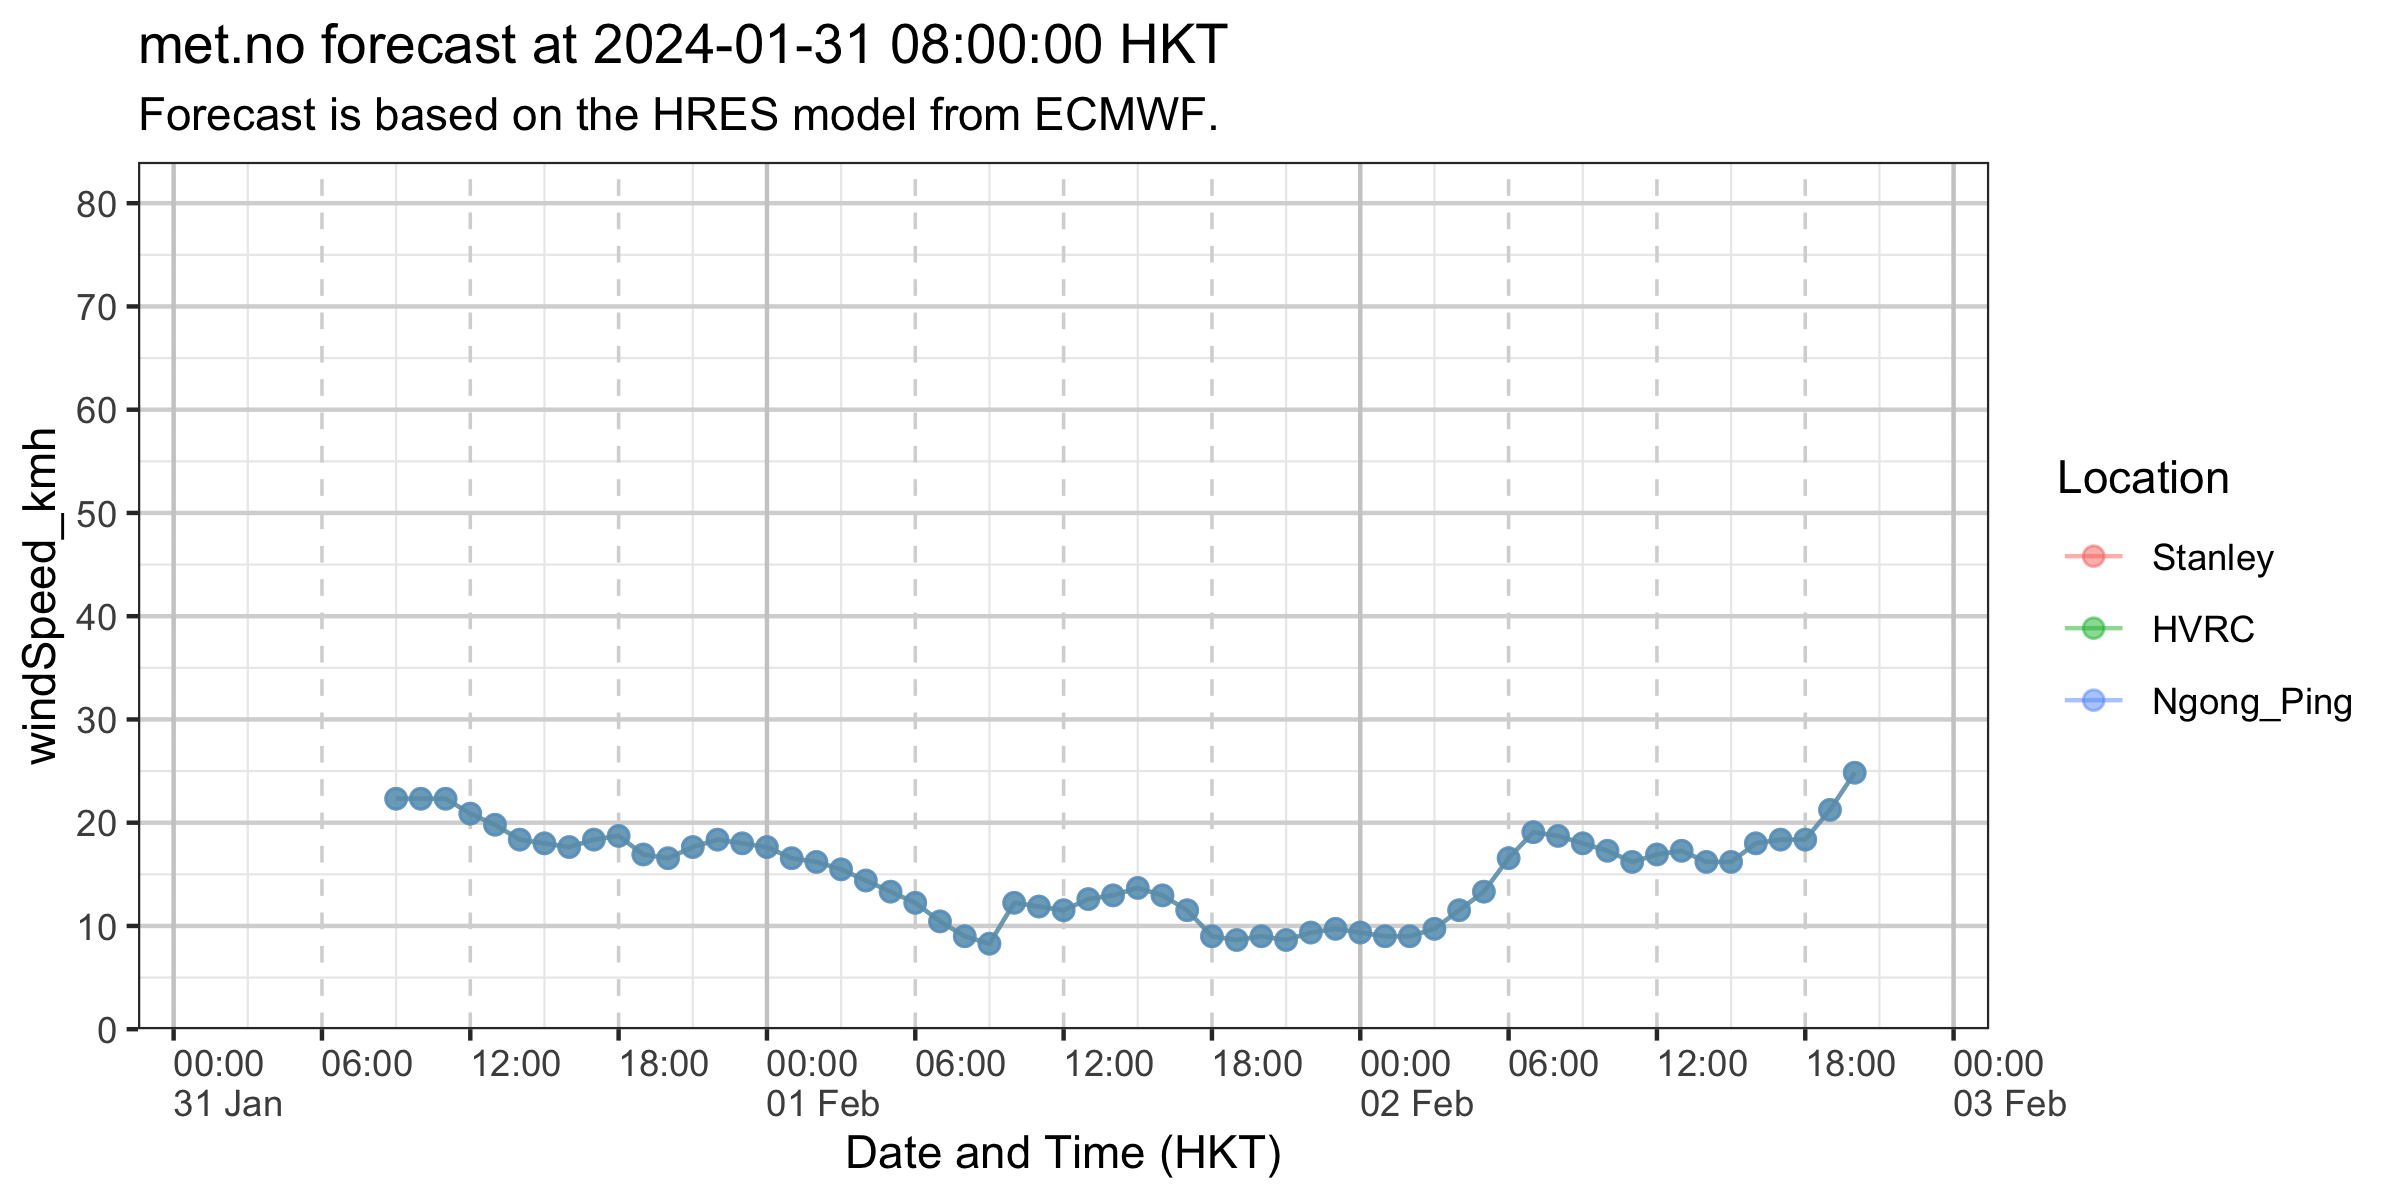 met.no forecast at 2024-01-31 08:00:00 HKT
Forecast is based on the HRES model from ECMWF.
windSpeed_kmh
80
70
60
50
40
30
20
10
0
00:00 06:00 12:00 18:00 00:00 06:00 12:00 18:00 00:00 06:00 12:00 18:00 00:00
31 Jan 01 Feb 02 Feb 03 Feb
Date and Time (HKT)
Location
Stanley
HVRC
Ngong_Ping